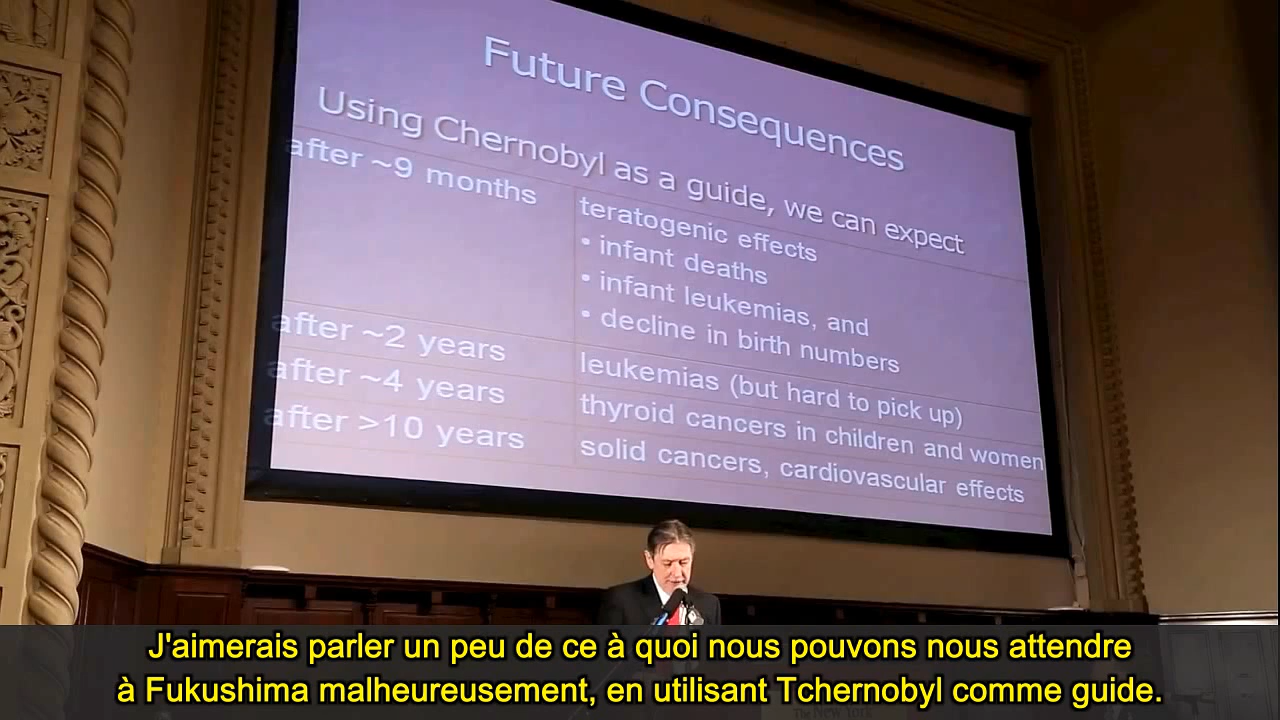 Future Consequences
Using Chernobyl as a guide, we can expect
after ~9 months
teratogenic effects
• infant deaths
• infant leukemias, and
• decline in birth numbers
after ~2 years
leukemias (but hard to pick up)
after ~4 years
thyroid cancers in children and women
after >10 years
solid cancers, cardiovascular effects
J'aimerais parler un peu de ce à quoi nous pouvons nous attendre
à Fukushima malheureusement, en utilisant Tchernobyl comme guide.